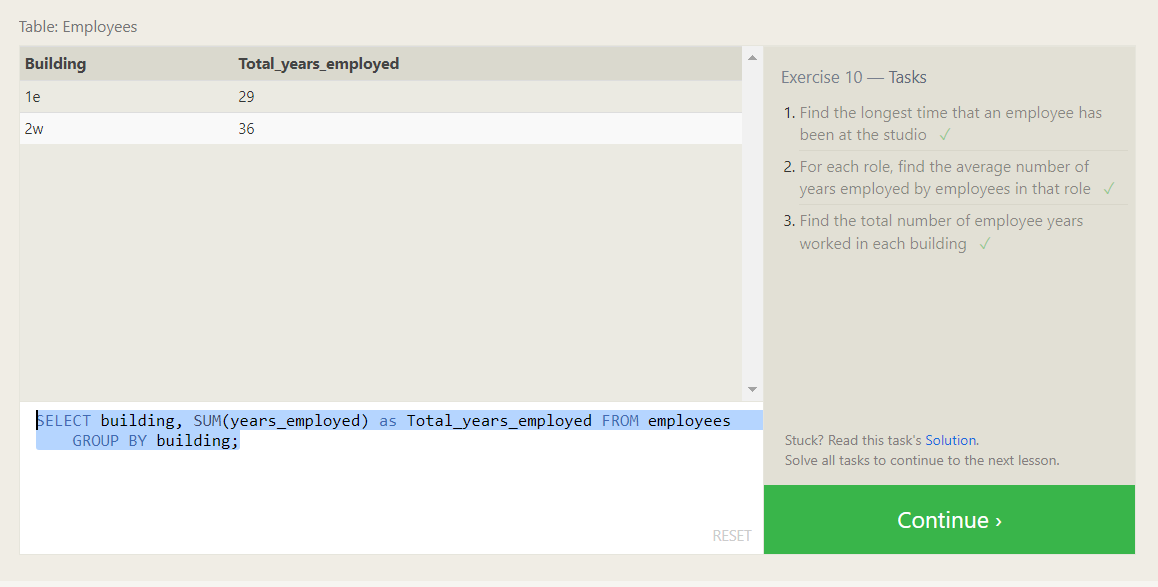 Table: Employees
Building Total_years_employed
1e 29
2w 36
SELECT building, SUM(years_employed) as Total_years_employed FROM employees
GROUP BY building;
RESET
Exercise 10 — Tasks
1. Find the longest time that an employee has
been at the studio ✓
2. For each role, find the average number of
years employed by employees in that role ✓
3. Find the total number of employee years
worked in each building ✓
Stuck? Read this task's Solution.
Solve all tasks to continue to the next lesson.
Continue ›